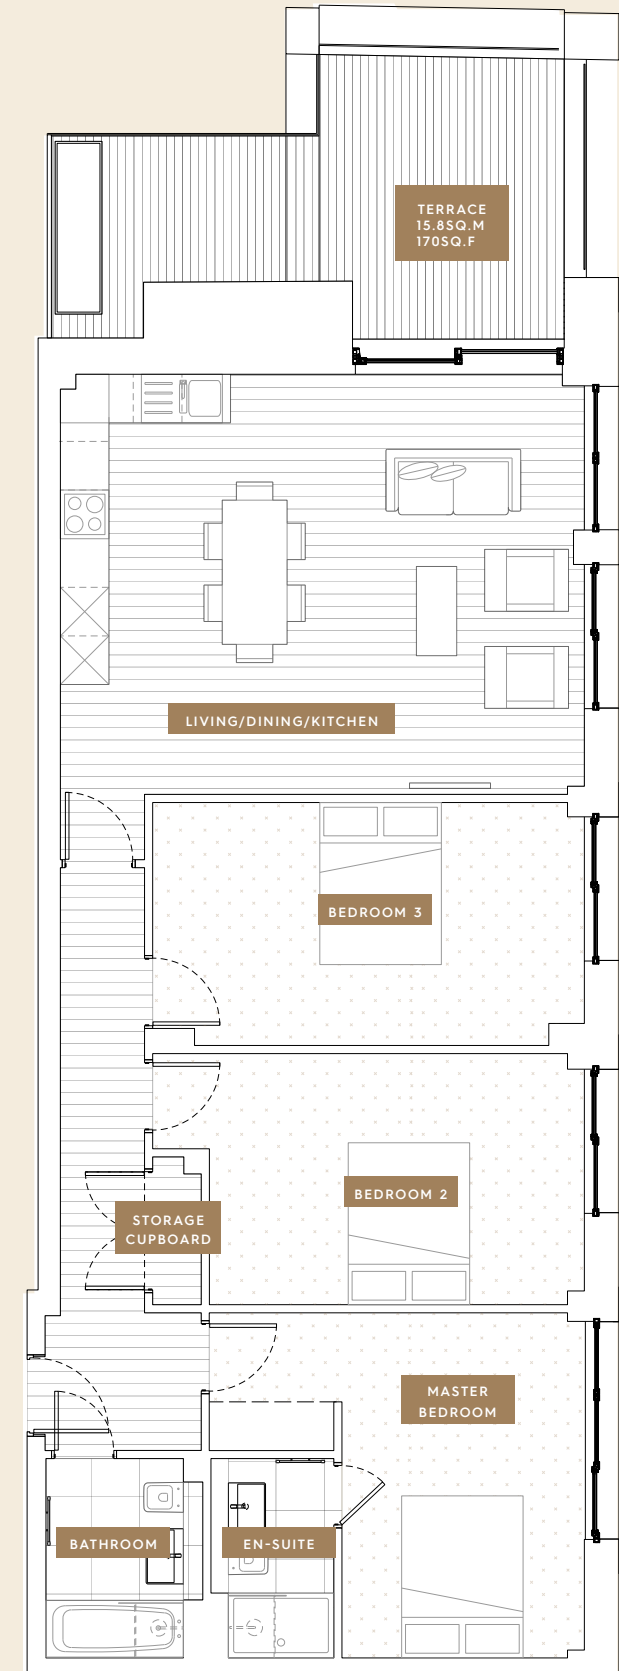 TERRACE
15.8SQ.M
170SQ.F
LIVING/DINING/KITCHEN
BEDROOM 3
BEDROOM 2
STORAGE
CUPBOARD
MASTER
BEDROOM
BATHROOM
EN-SUITE